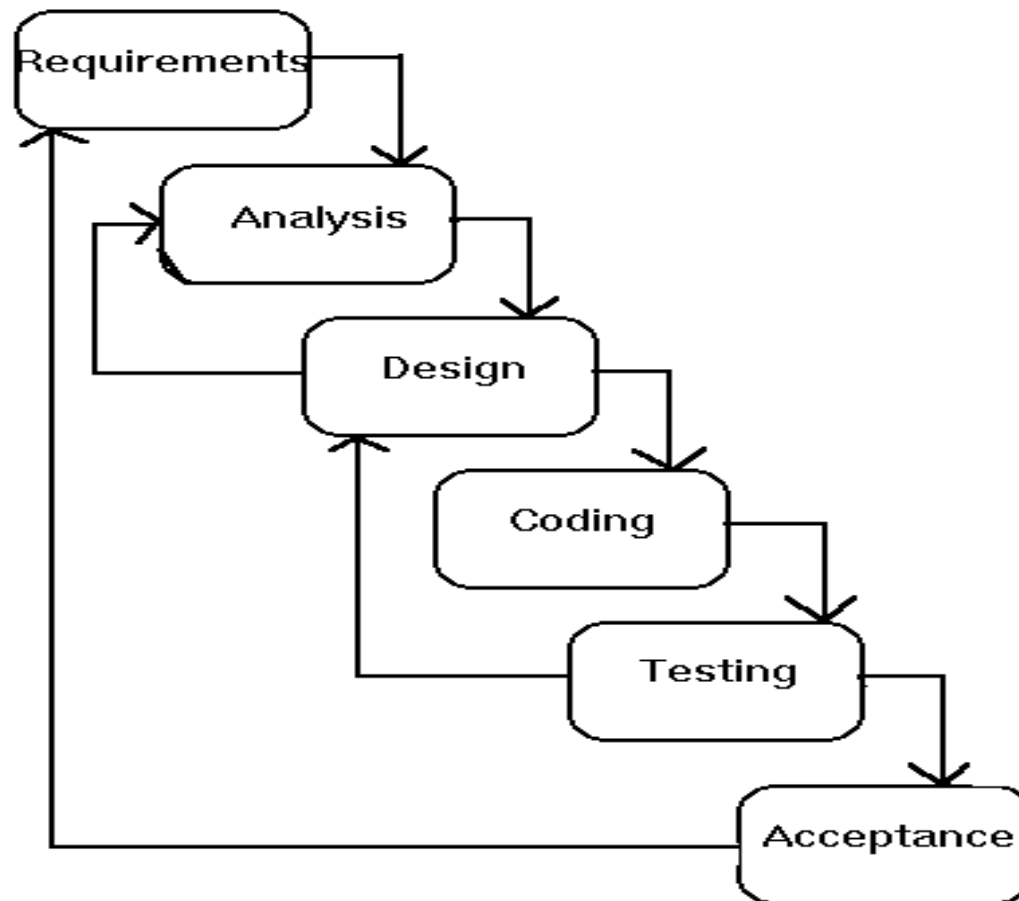 Requirements
Analysis
Design
Coding
Testing
Acceptance